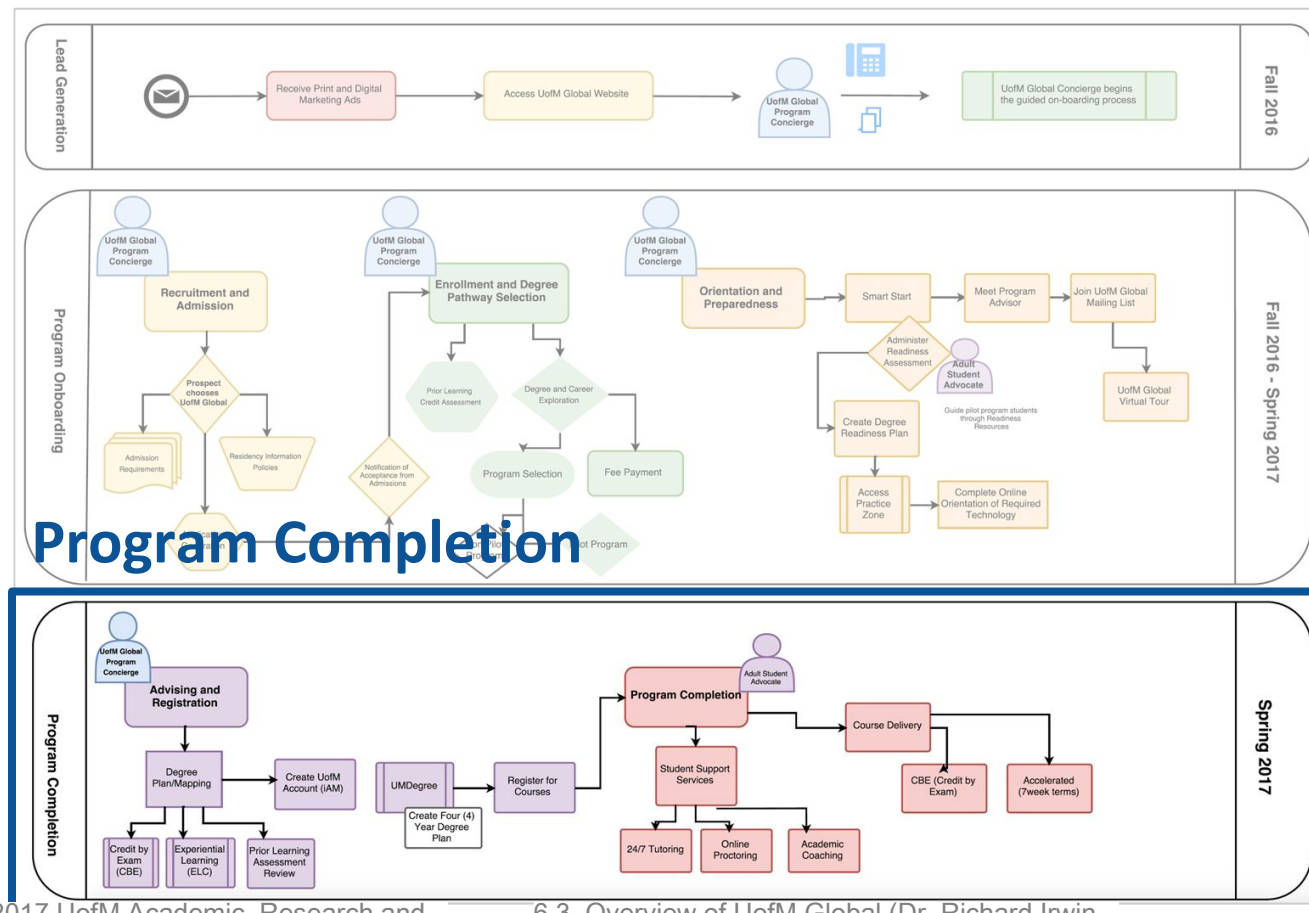 Lead Generation
Receive Print and Digital
Marketing Ads
Access UofM Global Website
UofM Global
Program
Concierge
UofM Global Concierge begins
the guided on-boarding process
Fall 2016
Program Onboarding
UofM Global
Program
Concierge
Recruitment and
Admission
Prospect
chooses
UofM Global
Admission
Requirements
Residency Information
Policies
UofM Global
Program
Concierge
Enrollment and Degree
Pathway Selection
Prior Learning
Credit Assessment
Degree and Career
Exploration
Notification of
Acceptance from
Admissions
Program Selection
Fee Payment
Program
UofM Global
Program
Concierge
Orientation and
Preparedness
Smart Start
Meet Program
Advisor
Join UofM Global
Mailing List
Administer
Readiness
Assessment
Adult
Student
Advocate
Guide pilot program students
through Readiness
Resources
UofM Global
Virtual Tour
Create Degree
Readiness Plan
Access
Practice
Zone
Complete Online
Orientation of Required
Technology
Fall 2016 - Spring 2017
Program Completion
Program Completion
UofM Global
Program
Concierge
Advising and
Registration
Degree
Plan/Mapping
Create UofM
Account (iAM)
Credit by
Exam
(CBE)
Experiential
Learning
(ELC)
Prior Learning
Assessment
Review
UMDegree
Create Four (4)
Year Degree
Plan
Register for
Courses
Program Completion
Adult Student
Advocate
Student Support
Services
24/7 Tutoring
Online
Proctoring
Academic
Coaching
Course Delivery
CBE (Credit by
Exam)
Accelerated
(7week terms)
Spring 2017
2017 UofM Academic, Research and
6.3. Overview of UofM Global (Dr. Richard Irwin